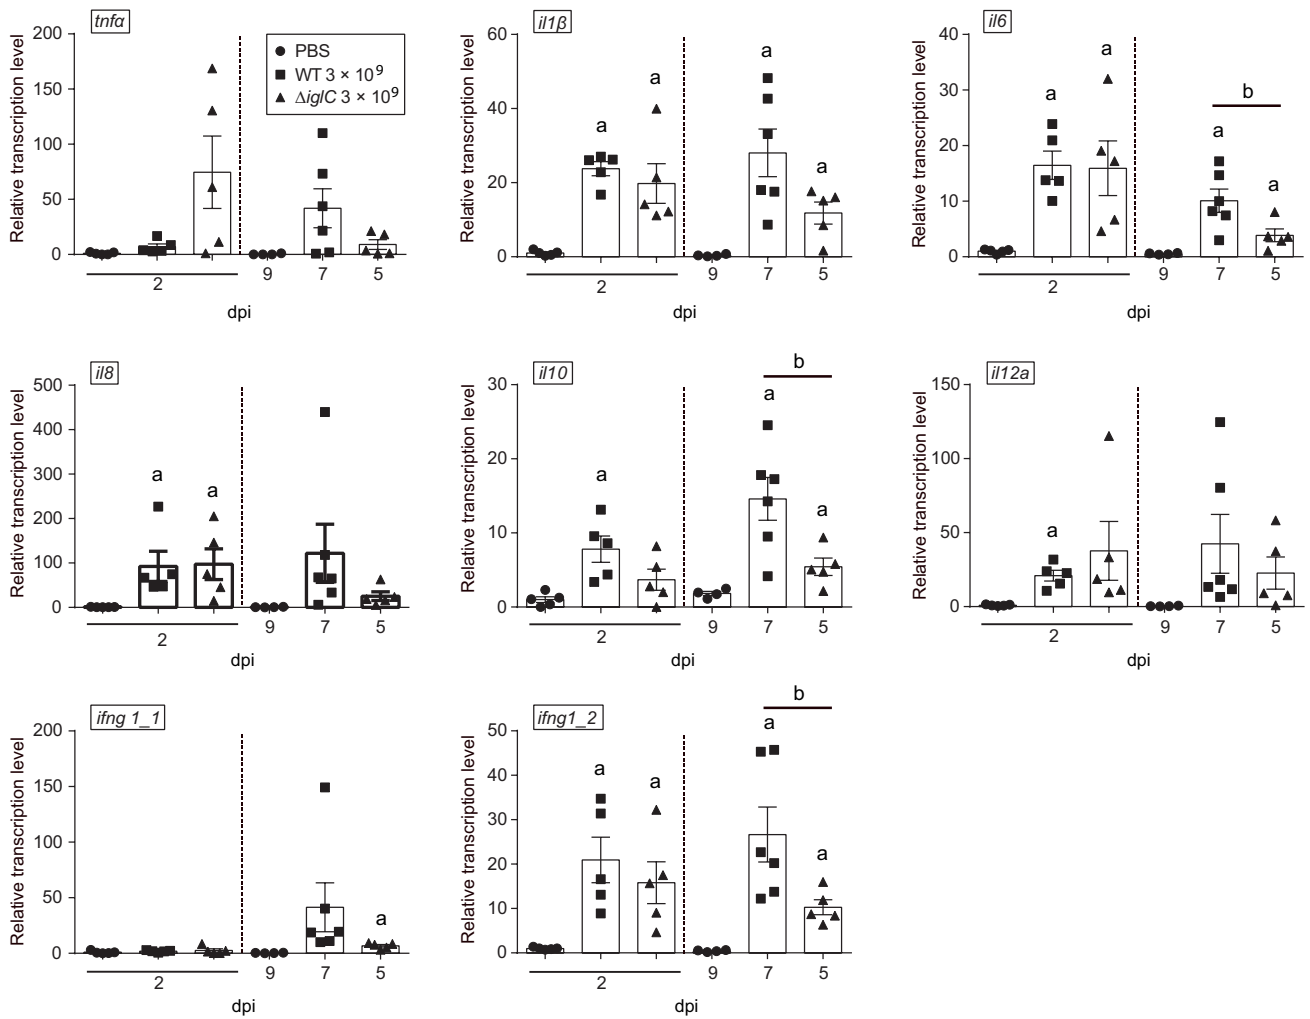 tnfα
Relative transcription level
200
150
100
50
0
PBS
WT 3 × 10⁹
ΔiglC 3 × 10⁹
2
9
7
5
dpi
il1β
Relative transcription level
60
40
20
0
a
a
a
a
2
9
7
5
dpi
il6
Relative transcription level
40
30
20
10
0
a
a
b
a
a
2
9
7
5
dpi
il8
Relative transcription level
500
400
300
200
100
0
a
a
2
9
7
5
dpi
il10
Relative transcription level
30
20
10
0
a
b
a
a
2
9
7
5
dpi
il12a
Relative transcription level
150
100
50
0
a
2
9
7
5
dpi
ifng 1_1
Relative transcription level
200
150
100
50
0
a
2
9
7
5
dpi
ifng1_2
Relative transcription level
50
40
30
20
10
0
a
a
b
a
a
2
9
7
5
dpi